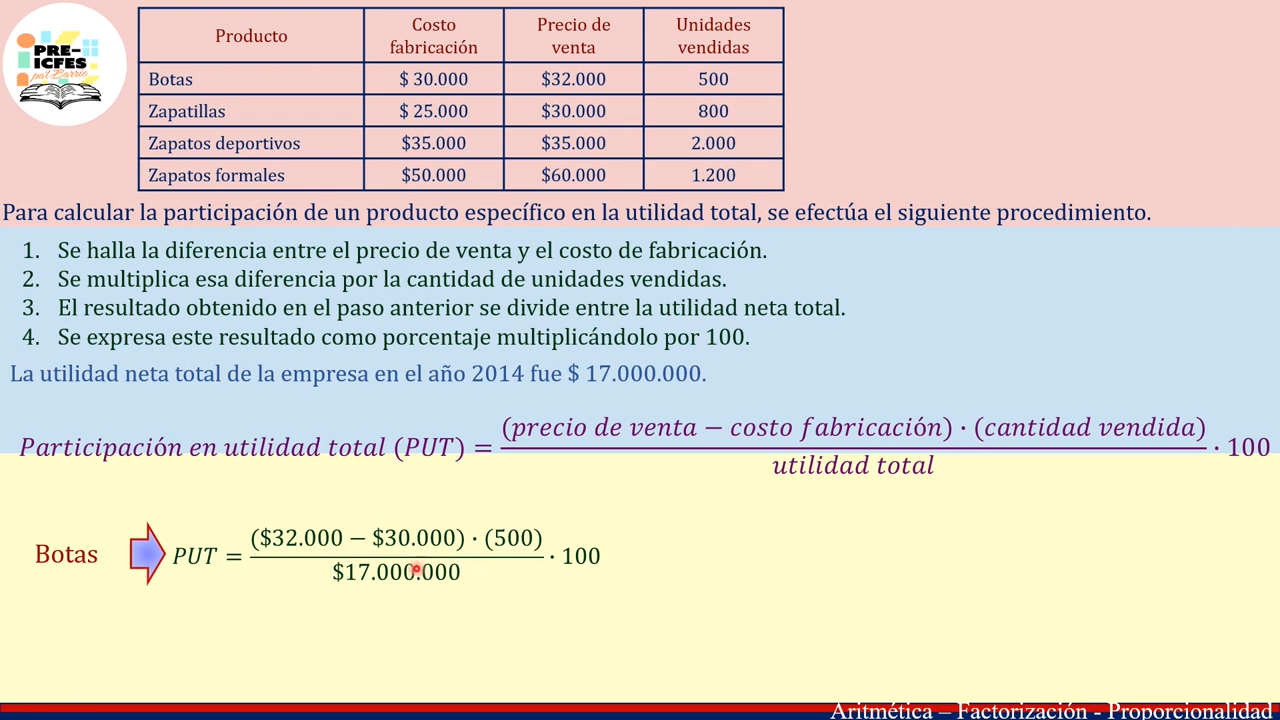 PRE-
ICFES
pal Barrio
Producto Costo fabricación Precio de venta Unidades vendidas
Botas $ 30.000 $32.000 500
Zapatillas $ 25.000 $30.000 800
Zapatos deportivos $35.000 $35.000 2.000
Zapatos formales $50.000 $60.000 1.200
Para calcular la participación de un producto específico en la utilidad total, se efectúa el siguiente procedimiento.
1. Se halla la diferencia entre el precio de venta y el costo de fabricación.
2. Se multiplica esa diferencia por la cantidad de unidades vendidas.
3. El resultado obtenido en el paso anterior se divide entre la utilidad neta total.
4. Se expresa este resultado como porcentaje multiplicándolo por 100.
La utilidad neta total de la empresa en el año 2014 fue $ 17.000.000.
(precio de venta − costo fabricación) · (cantidad vendida)
Participación en utilidad total (PUT) = · 100
utilidad total
($32.000 − $30.000) · (500)
Botas PUT = · 100
$17.000.000
Aritmética – Factorización - Proporcionalidad